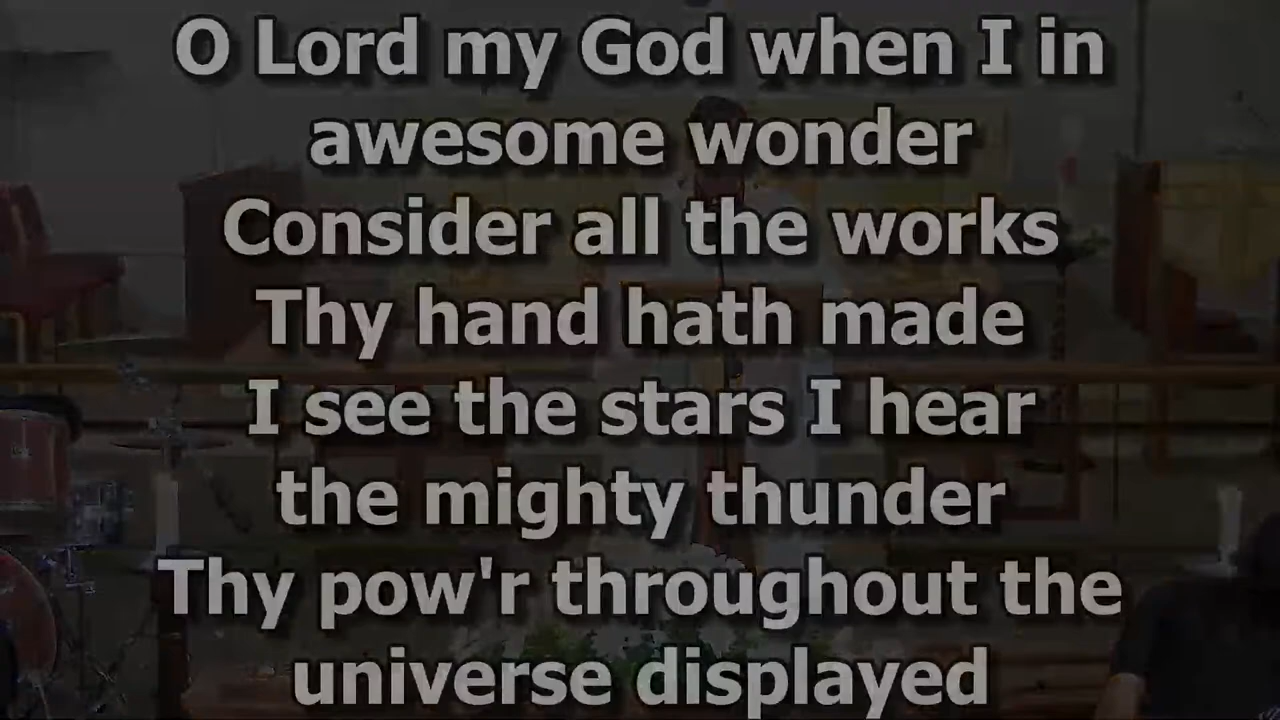 O Lord my God when I in
awesome wonder
Consider all the works
Thy hand hath made
I see the stars I hear
the mighty thunder
Thy pow'r throughout the
universe displayed